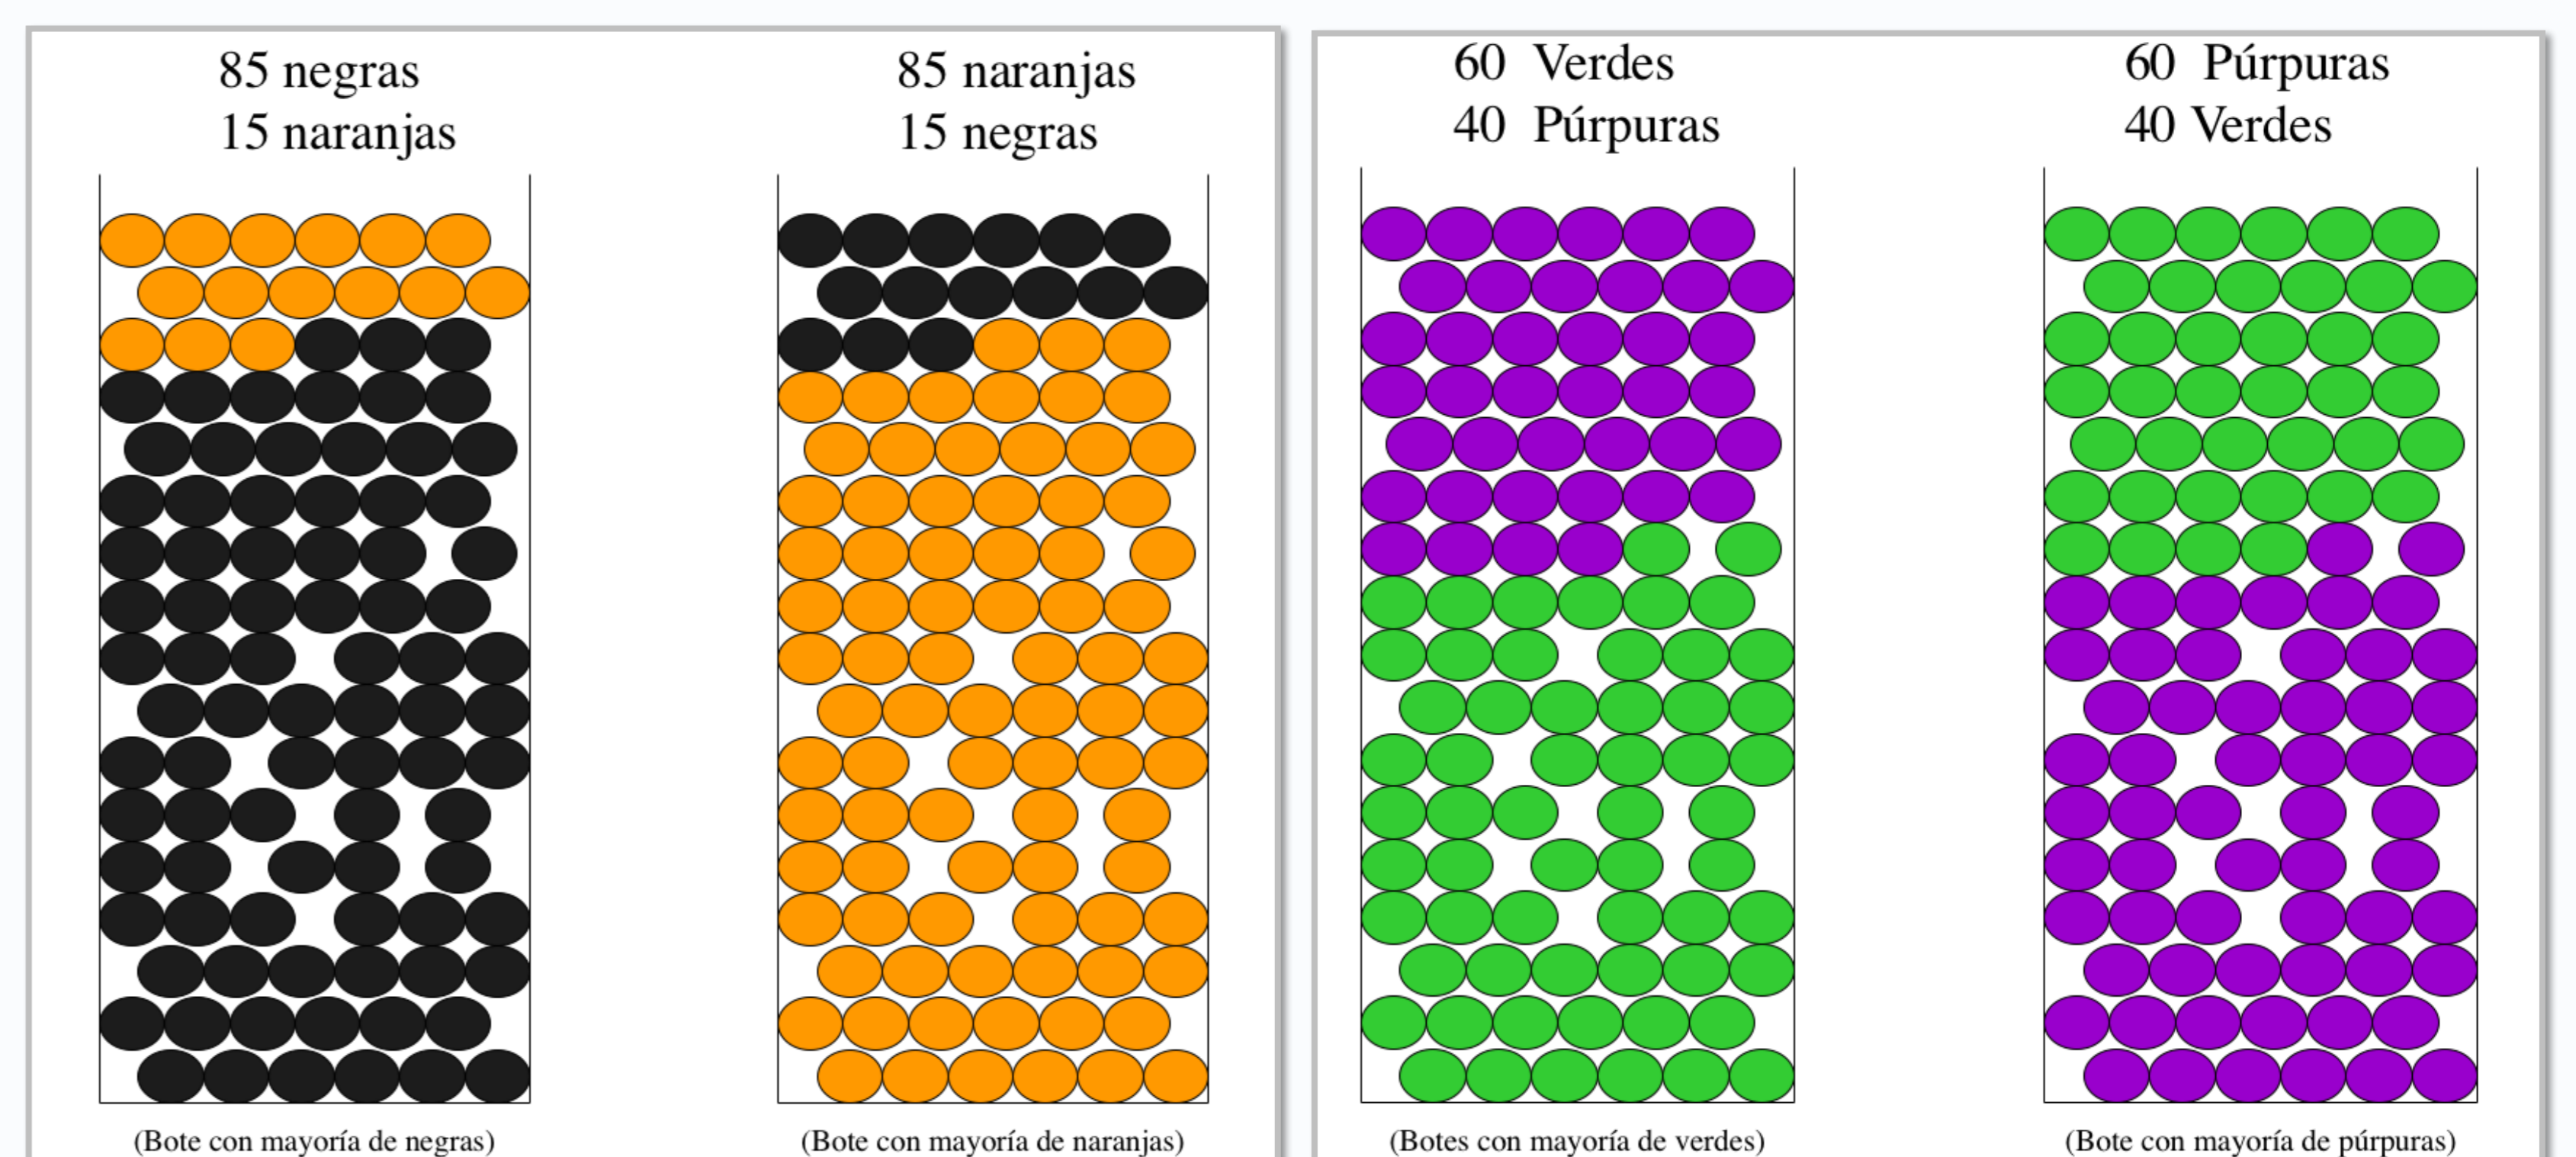 85 negras
15 naranjas
85 naranjas
15 negras
60 Verdes
40 Púrpuras
60 Púrpuras
40 Verdes
(Bote con mayoría de negras)
(Bote con mayoría de naranjas)
(Botes con mayoría de verdes)
(Bote con mayoría de púrpuras)